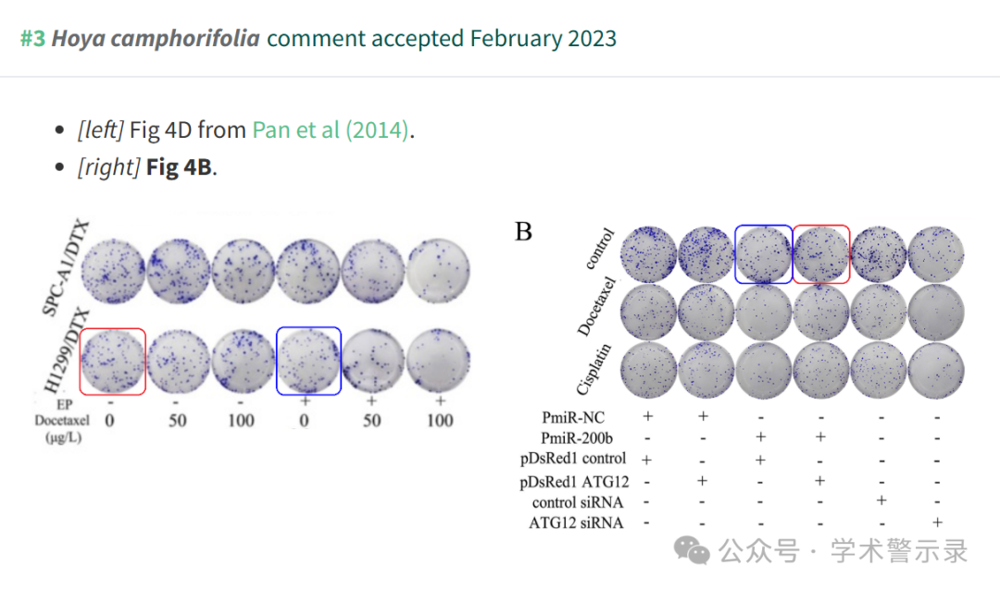 #3 Hoya camphorifolia comment accepted February 2023
• [left] Fig 4D from Pan et al (2014).
• [right] Fig 4B.
SPC-A1/DTX
H1299/DTX
EP - - - + + +
Docetaxel 0 50 100 0 50 100
(μg/L)
B
control
Docetaxel
Cisplatin
PmiR-NC + + - - - -
PmiR-200b - - + + - -
pDsRed1 control + - + - - -
pDsRed1 ATG12 - + - + - -
control siRNA - - - - + -
ATG12 siRNA - - - - - +
公众号 · 学术警示录